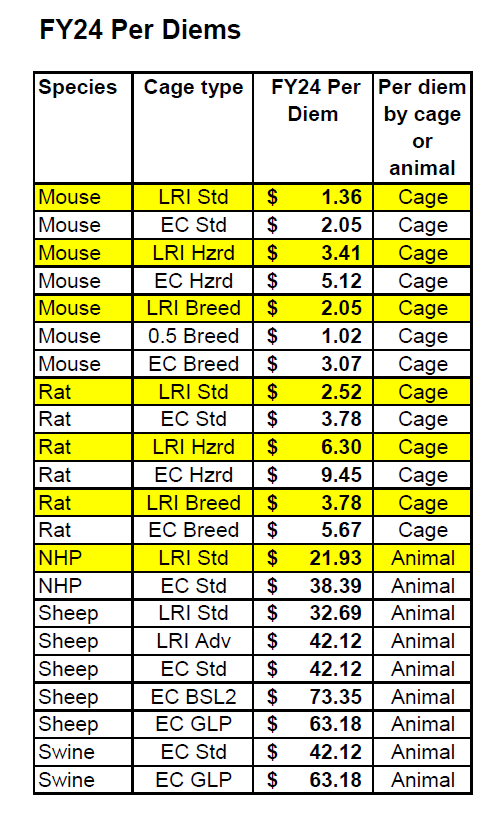 FY24 Per Diems
Species Cage type FY24 Per Diem Per diem by cage or animal
Mouse LRI Std $ 1.36 Cage
Mouse EC Std $ 2.05 Cage
Mouse LRI Hzrd $ 3.41 Cage
Mouse EC Hzrd $ 5.12 Cage
Mouse LRI Breed $ 2.05 Cage
Mouse 0.5 Breed $ 1.02 Cage
Mouse EC Breed $ 3.07 Cage
Rat LRI Std $ 2.52 Cage
Rat EC Std $ 3.78 Cage
Rat LRI Hzrd $ 6.30 Cage
Rat EC Hzrd $ 9.45 Cage
Rat LRI Breed $ 3.78 Cage
Rat EC Breed $ 5.67 Cage
NHP LRI Std $ 21.93 Animal
NHP EC Std $ 38.39 Animal
Sheep LRI Std $ 32.69 Animal
Sheep LRI Adv $ 42.12 Animal
Sheep EC Std $ 42.12 Animal
Sheep EC BSL2 $ 73.35 Animal
Sheep EC GLP $ 63.18 Animal
Swine EC Std $ 42.12 Animal
Swine EC GLP $ 63.18 Animal